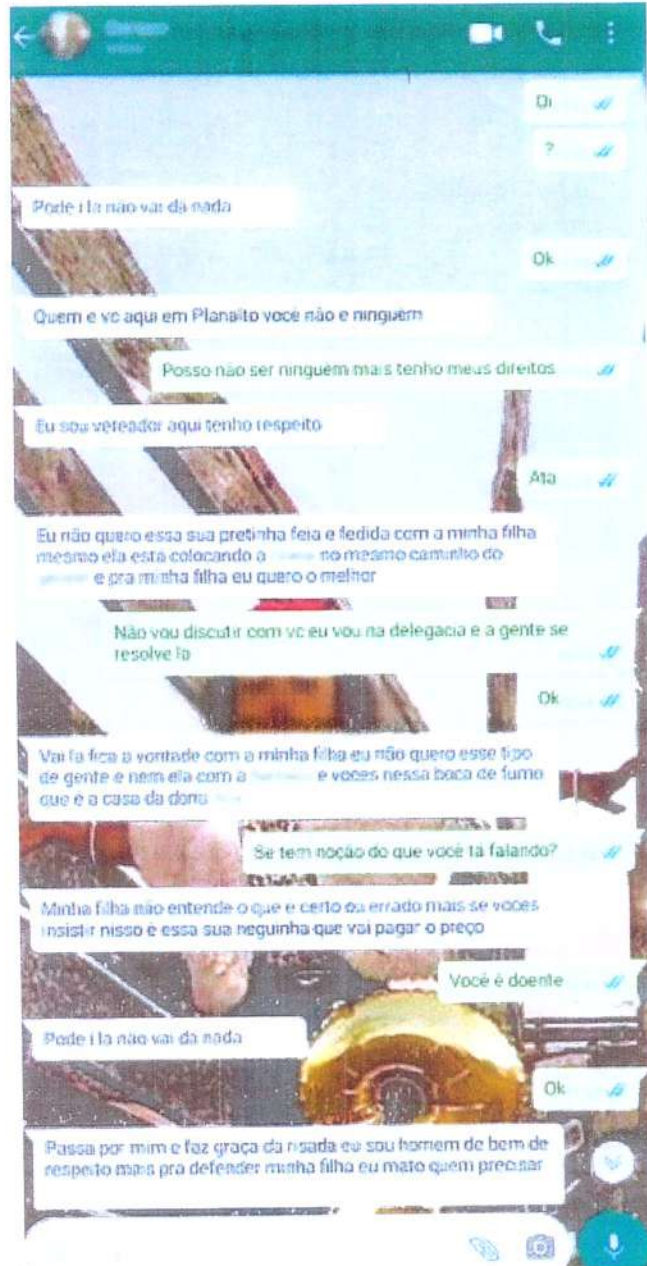 Oi
?
Pode i la não vai da nada
Ok
Quem e vc aqui em Planalto você não e ninguém
Posso não ser ninguém mais tenho meus direitos
Eu sou vereador aqui tenho respeito
Ata
Eu não quero essa sua pretinha feia e fedida com a minha filha
mesmo ela esta colocando a no mesmo caminho do
e pra minha filha eu quero o melhor
Não vou discutir com vc eu vou na delegacia e a gente se
resolve la
Ok
Vai la fica a vontade com a minha filha eu não quero esse tipo
de gente e nem ela com a e voces nessa boca de fumo
que é a casa da dona
Se tem noção do que você tá falando?
Minha filha não entende o que e certo ou errado mais se voces
insistir nisso é essa sua neguinha que vai pagar o preço
Você é doente
Pode i la não vai da nada
Ok
Passa por mim e faz graça da risada eu sou homem de bem de
respeito mais pra defender minha filha eu mato quem precisar